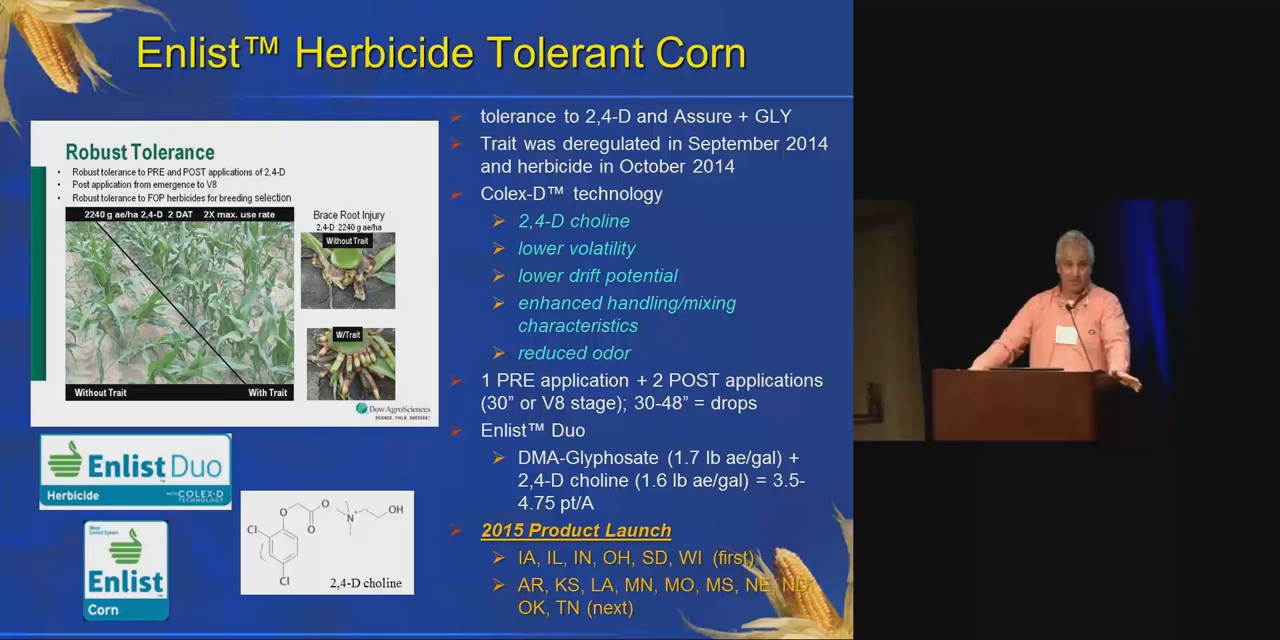 Enlist™ Herbicide Tolerant Corn
Robust Tolerance
• Robust tolerance to PRE and POST applications of 2,4-D
• Post application from emergence to V8
• Robust tolerance to FOP herbicides for breeding selection
2240 g ae/ha 2,4-D 2 DAT 2X max. use rate
Brace Root Injury
2,4-D 2240 g ae/ha
Without Trait
W/Trait
Without Trait
With Trait
Dow AgroSciences
SCIENCE. YIELD. SUCCESS.
Enlist Duo
Herbicide
WITH COLEX-D
TECHNOLOGY
Enlist™
Corn
Cl
O
O
O
N
OH
Cl
2,4-D choline
tolerance to 2,4-D and Assure + GLY
Trait was deregulated in September 2014
and herbicide in October 2014
Colex-D™ technology
2,4-D choline
lower volatility
lower drift potential
enhanced handling/mixing
characteristics
reduced odor
1 PRE application + 2 POST applications
(30” or V8 stage); 30-48” = drops
Enlist™ Duo
DMA-Glyphosate (1.7 lb ae/gal) +
2,4-D choline (1.6 lb ae/gal) = 3.5-
4.75 pt/A
2015 Product Launch
IA, IL, IN, OH, SD, WI (first)
AR, KS, LA, MN, MO, MS, NE, ND,
OK, TN (next)